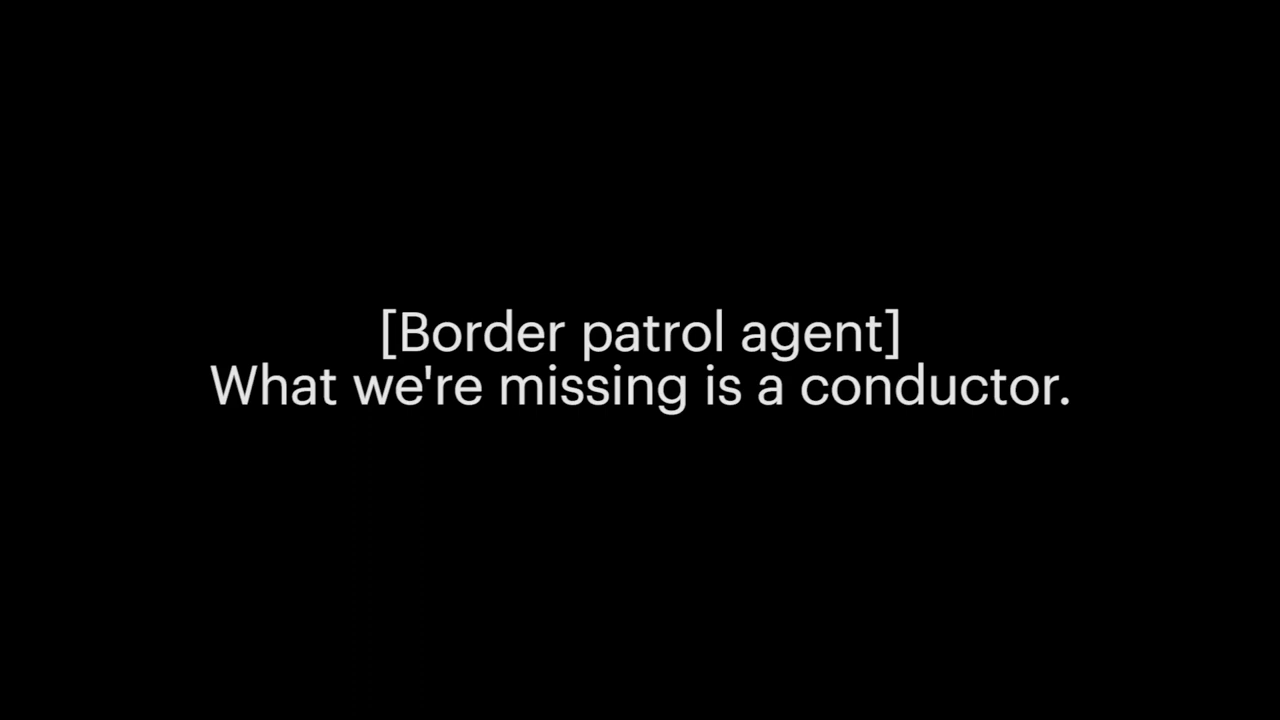 [Border patrol agent]
What we're missing is a conductor.